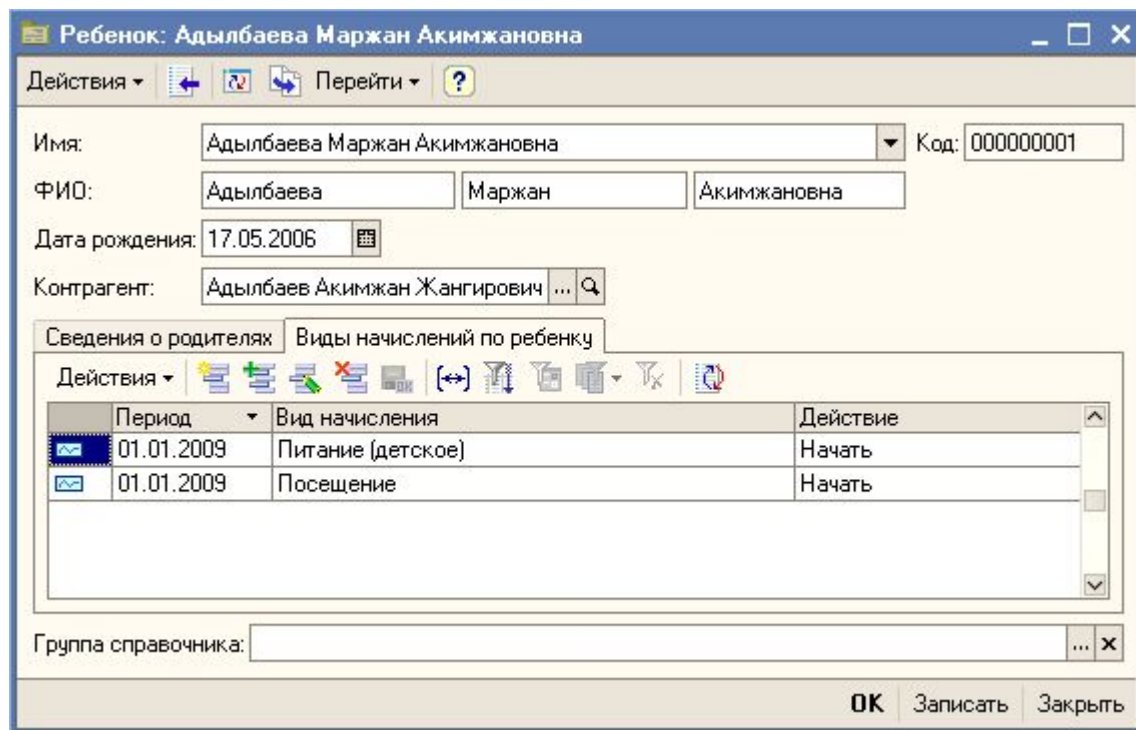 Ребенок: Адылбаева Маржан Акимжановна
Действия Перейти ?
Имя: Адылбаева Маржан Акимжановна Код: 000000001
ФИО: Адылбаева Маржан Акимжановна
Дата рождения: 17.05.2006
Контрагент: Адылбаев Акимжан Жангирович ...
Сведения о родителях Виды начислений по ребенку
Действия
Период Вид начисления Действие
01.01.2009 Питание (детское) Начать
01.01.2009 Посещение Начать
Группа справочника: ... x
OK Записать Закрыть